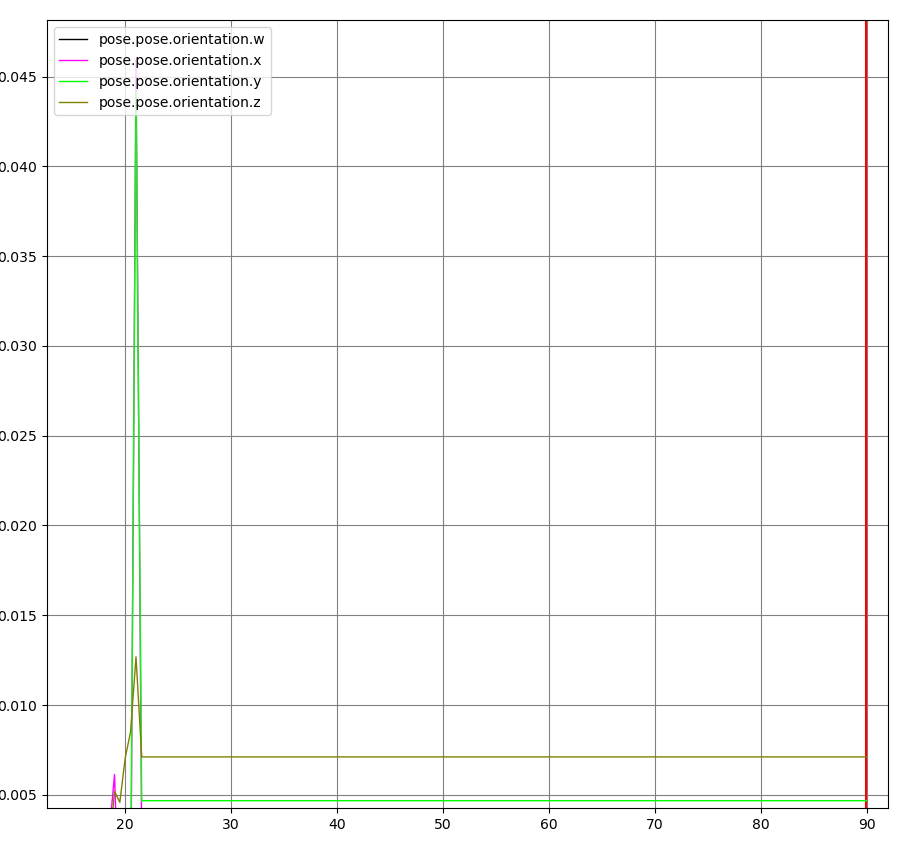 pose.pose.orientation.w
pose.pose.orientation.x
pose.pose.orientation.y
pose.pose.orientation.z
0.045
0.040
0.035
0.030
0.025
0.020
0.015
0.010
0.005
20 30 40 50 60 70 80 90